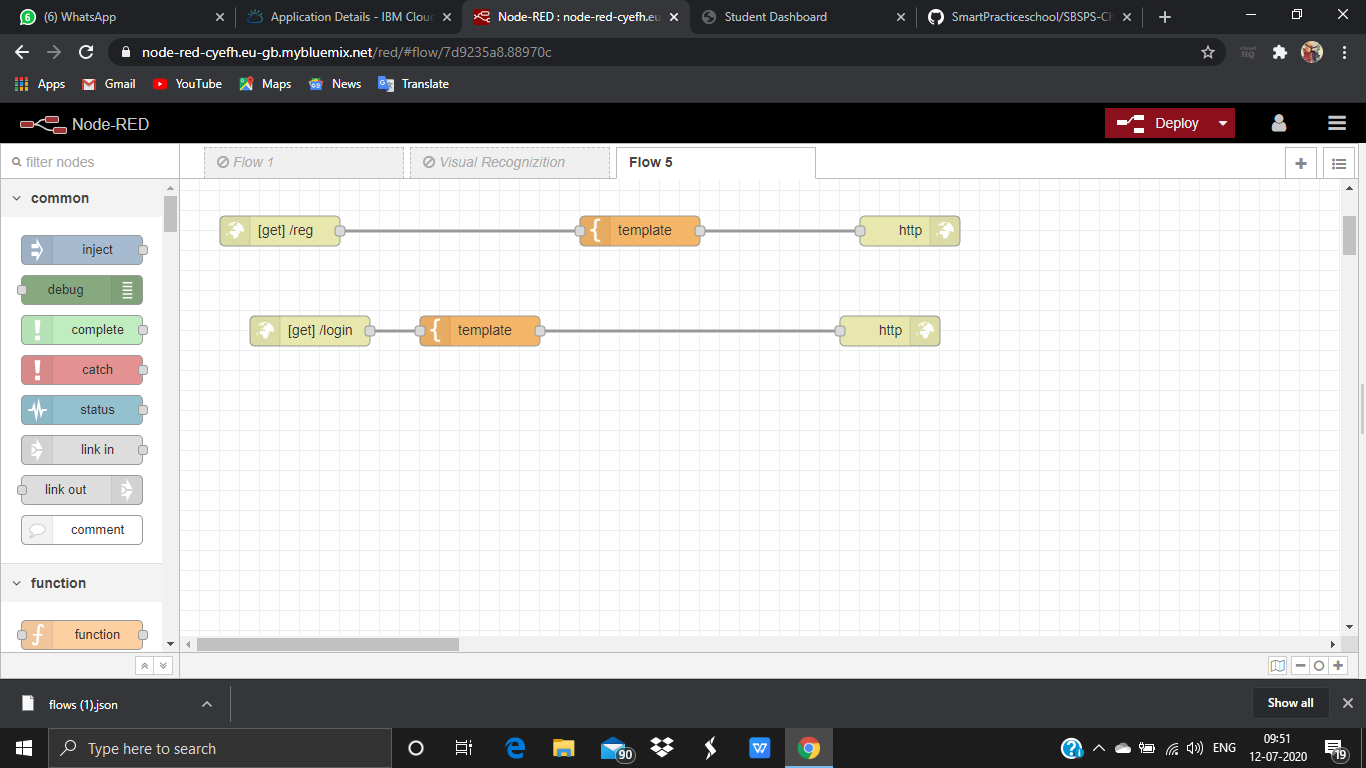 6 (6) WhatsApp
Application Details - IBM Clou
Node-RED : node-red-cyefh.eu
Student Dashboard
SmartPracticeschool/SBSPS-Ch
node-red-cyefh.eu-gb.mybluemix.net/red/#flow/7d9235a8.88970c
Apps
Gmail
YouTube
Maps
News
Translate
Node-RED
Deploy
filter nodes
Flow 1
Visual Recognizition
Flow 5
common
inject
debug
complete
catch
status
link in
link out
comment
function
function
[get] /reg
template
http
[get] /login
template
http
flows (1).json
Show all
Type here to search
90
ENG
09:51
12-07-2020
19